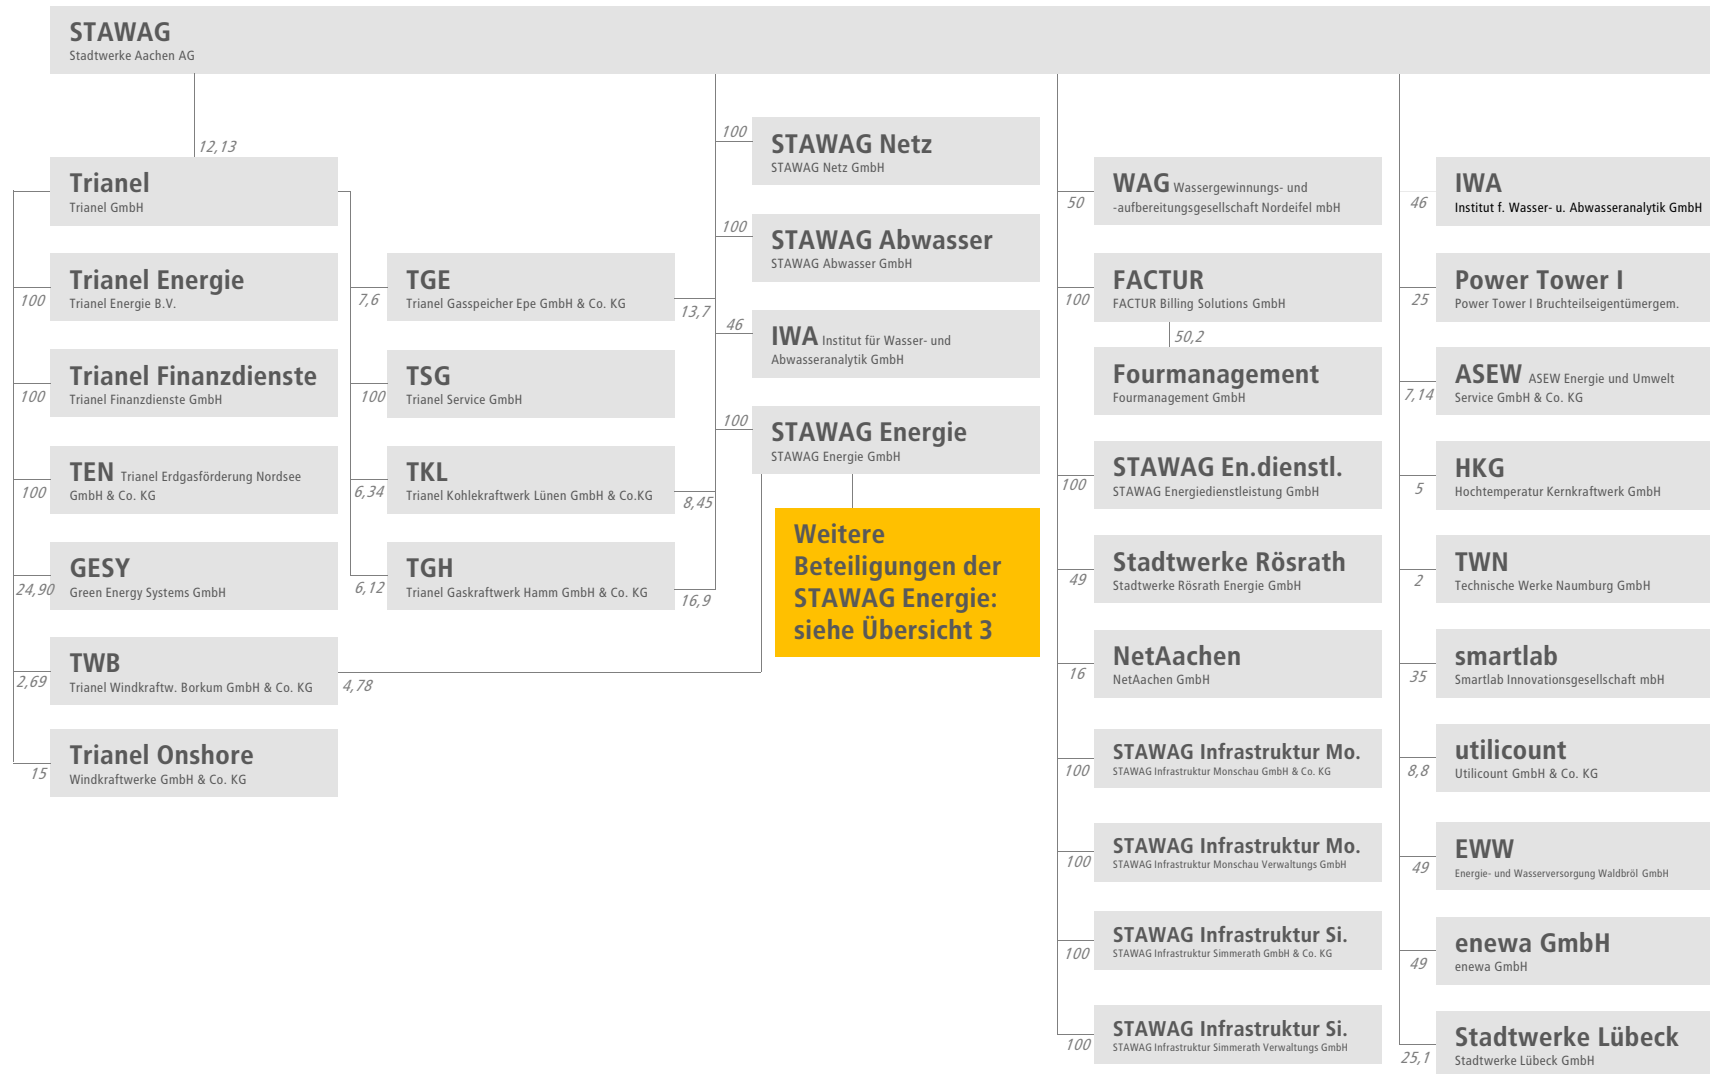 STAWAG
Stadtwerke Aachen AG
12,13
Trianel
Trianel GmbH
100
Trianel Energie
Trianel Energie B.V.
100
Trianel Finanzdienste
Trianel Finanzdienste GmbH
100
TEN Trianel Erdgasförderung Nordsee
GmbH & Co. KG
24,90
GESY
Green Energy Systems GmbH
2,69
TWB
Trianel Windkraftw. Borkum GmbH & Co. KG
4,78
15
Trianel Onshore
Windkraftwerke GmbH & Co. KG
7,6
TGE
Trianel Gasspeicher Epe GmbH & Co. KG
13,7
100
TSG
Trianel Service GmbH
6,34
TKL
Trianel Kohlekraftwerk Lünen GmbH & Co.KG
8,45
6,12
TGH
Trianel Gaskraftwerk Hamm GmbH & Co. KG
16,9
100
STAWAG Netz
STAWAG Netz GmbH
100
STAWAG Abwasser
STAWAG Abwasser GmbH
46
IWA Institut für Wasser- und
Abwasseranalytik GmbH
100
STAWAG Energie
STAWAG Energie GmbH
Weitere
Beteiligungen der
STAWAG Energie:
siehe Übersicht 3
50
WAG Wassergewinnungs- und
-aufbereitungsgesellschaft Nordeifel mbH
100
FACTUR
FACTUR Billing Solutions GmbH
50,2
Fourmanagement
Fourmanagement GmbH
100
STAWAG En.dienstl.
STAWAG Energiedienstleistung GmbH
49
Stadtwerke Rösrath
Stadtwerke Rösrath Energie GmbH
16
NetAachen
NetAachen GmbH
100
STAWAG Infrastruktur Mo.
STAWAG Infrastruktur Monschau GmbH & Co. KG
100
STAWAG Infrastruktur Mo.
STAWAG Infrastruktur Monschau Verwaltungs GmbH
100
STAWAG Infrastruktur Si.
STAWAG Infrastruktur Simmerath GmbH & Co. KG
100
STAWAG Infrastruktur Si.
STAWAG Infrastruktur Simmerath Verwaltungs GmbH
46
IWA
Institut f. Wasser- u. Abwasseranalytik GmbH
25
Power Tower I
Power Tower I Bruchteilseigentümergem.
7,14
ASEW ASEW Energie und Umwelt
Service GmbH & Co. KG
5
HKG
Hochtemperatur Kernkraftwerk GmbH
2
TWN
Technische Werke Naumburg GmbH
35
smartlab
Smartlab Innovationsgesellschaft mbH
8,8
utilicount
Utilicount GmbH & Co. KG
49
EWW
Energie- und Wasserversorgung Waldbröl GmbH
49
enewa GmbH
enewa GmbH
25,1
Stadtwerke Lübeck
Stadtwerke Lübeck GmbH